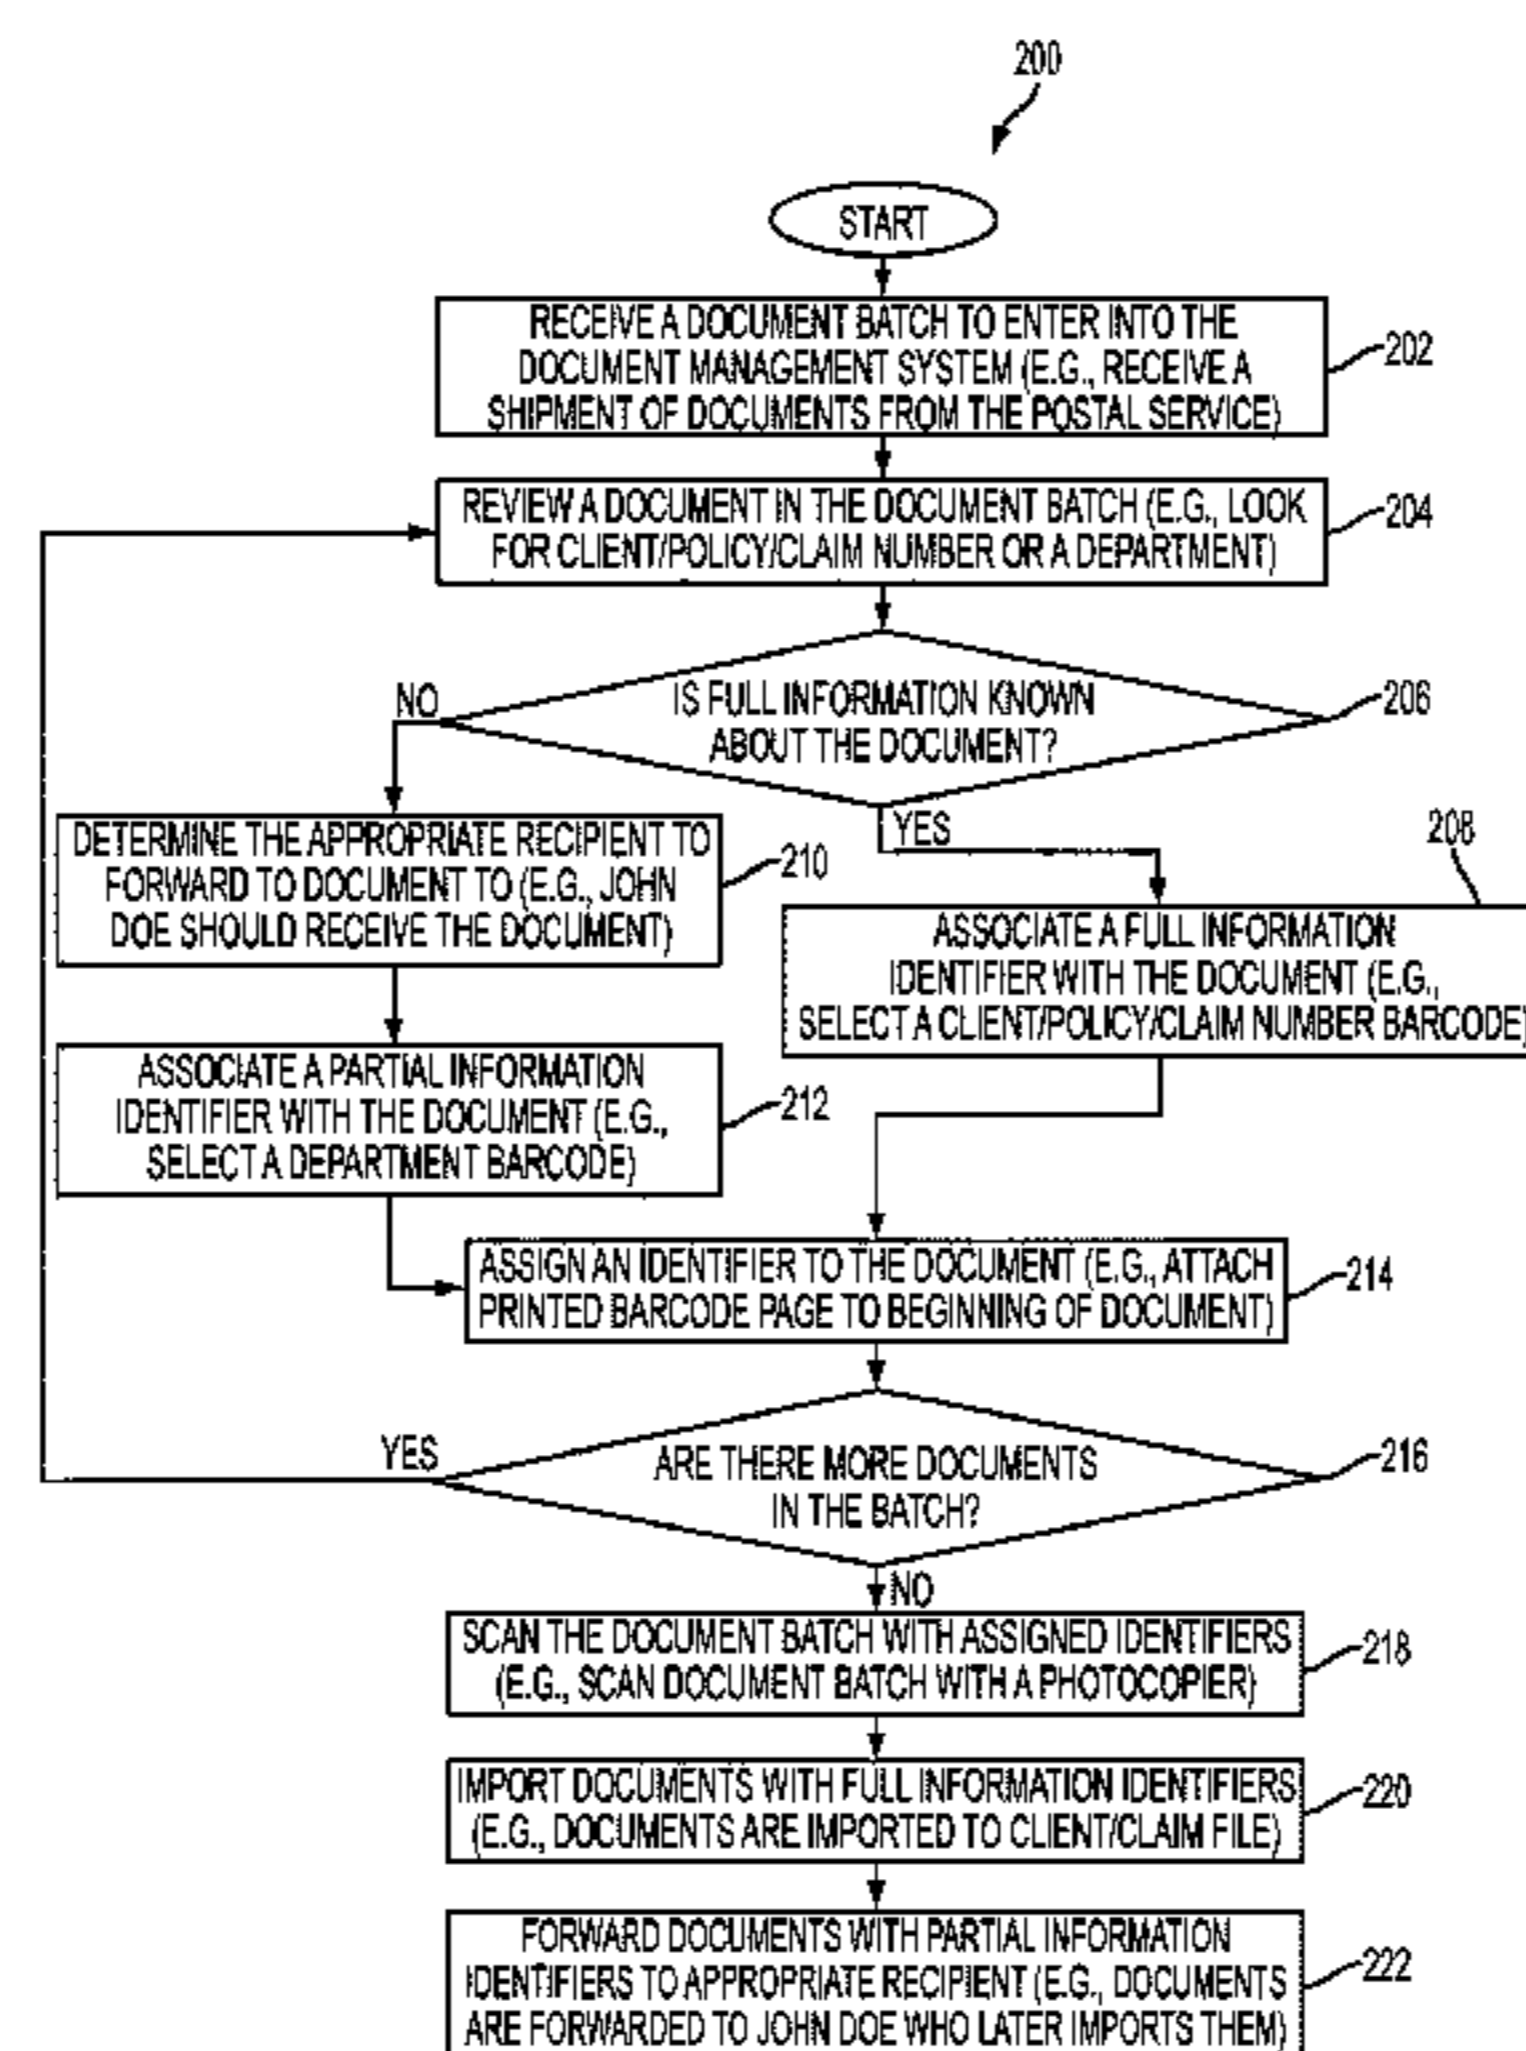 200
START
RECEIVE A DOCUMENT BATCH TO ENTER INTO THE
DOCUMENT MANAGEMENT SYSTEM (E.G., RECEIVE A
SHIPMENT OF DOCUMENTS FROM THE POSTAL SERVICE)
202
REVIEW A DOCUMENT IN THE DOCUMENT BATCH (E.G., LOOK
FOR CLIENT/POLICY/CLAIM NUMBER OR A DEPARTMENT)
204
IS FULL INFORMATION KNOWN
ABOUT THE DOCUMENT?
206
NO
YES
DETERMINE THE APPROPRIATE RECIPIENT TO
FORWARD TO DOCUMENT TO (E.G., JOHN
DOE SHOULD RECEIVE THE DOCUMENT)
210
208
ASSOCIATE A FULL INFORMATION
IDENTIFIER WITH THE DOCUMENT (E.G.,
SELECT A CLIENT/POLICY/CLAIM NUMBER BARCODE)
ASSOCIATE A PARTIAL INFORMATION
IDENTIFIER WITH THE DOCUMENT (E.G.,
SELECT A DEPARTMENT BARCODE)
212
ASSIGN AN IDENTIFIER TO THE DOCUMENT (E.G., ATTACH
PRINTED BARCODE PAGE TO BEGINNING OF DOCUMENT)
214
YES
ARE THERE MORE DOCUMENTS
IN THE BATCH?
216
NO
SCAN THE DOCUMENT BATCH WITH ASSIGNED IDENTIFIERS
(E.G., SCAN DOCUMENT BATCH WITH A PHOTOCOPIER)
218
IMPORT DOCUMENTS WITH FULL INFORMATION IDENTIFIERS
(E.G., DOCUMENTS ARE IMPORTED TO CLIENT/CLAIM FILE)
220
FORWARD DOCUMENTS WITH PARTIAL INFORMATION
IDENTIFIERS TO APPROPRIATE RECIPIENT (E.G., DOCUMENTS
ARE FORWARDED TO JOHN DOE WHO LATER IMPORTS THEM)
222